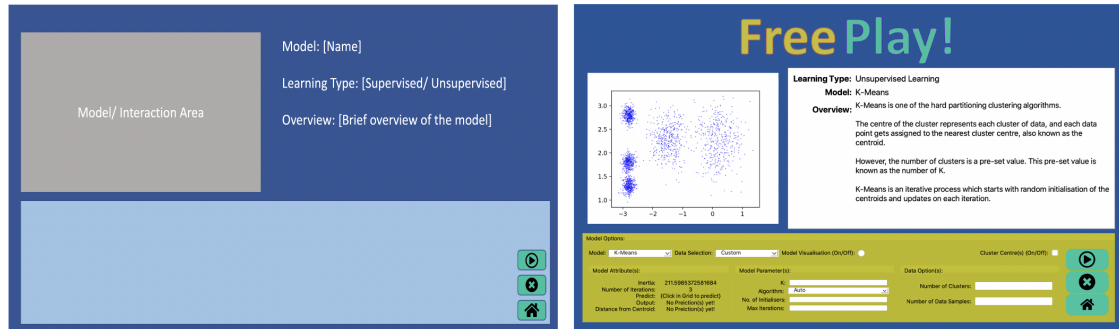 Model/ Interaction Area
Model: [Name]
Learning Type: [Supervised/ Unsupervised]
Overview: [Brief overview of the model]
Free Play!
3.0
2.5
2.0
1.5
1.0
−3 −2 −1 0 1
Learning Type: Unsupervised Learning
Model: K-Means
Overview: K-Means is one of the hard partitioning clustering algorithms.
The centre of the cluster represents each cluster of data, and each data
point gets assigned to the nearest cluster centre, also known as the
centroid.
However, the number of clusters is a pre-set value. This pre-set value is
known as the number of K.
K-Means is an iterative process which starts with random initialisation of the
centroids and updates on each iteration.
Model Options:
Model: K-Means Data Selection: Custom Model Visualisation (On/Off): Cluster Centre(s) (On/Off):
Model Attribute(s):
Inertia: 211.5985372581684
Number of Iterations: 3
Predict: (Click in Grid to predict)
Output: No Preiction(s) yet!
Distance from Centroid: No Preiction(s) yet!
Model Parameter(s):
K:
Algorithm: Auto
No. of Initialisers:
Max Iterations:
Data Option(s):
Number of Clusters:
Number of Data Samples: